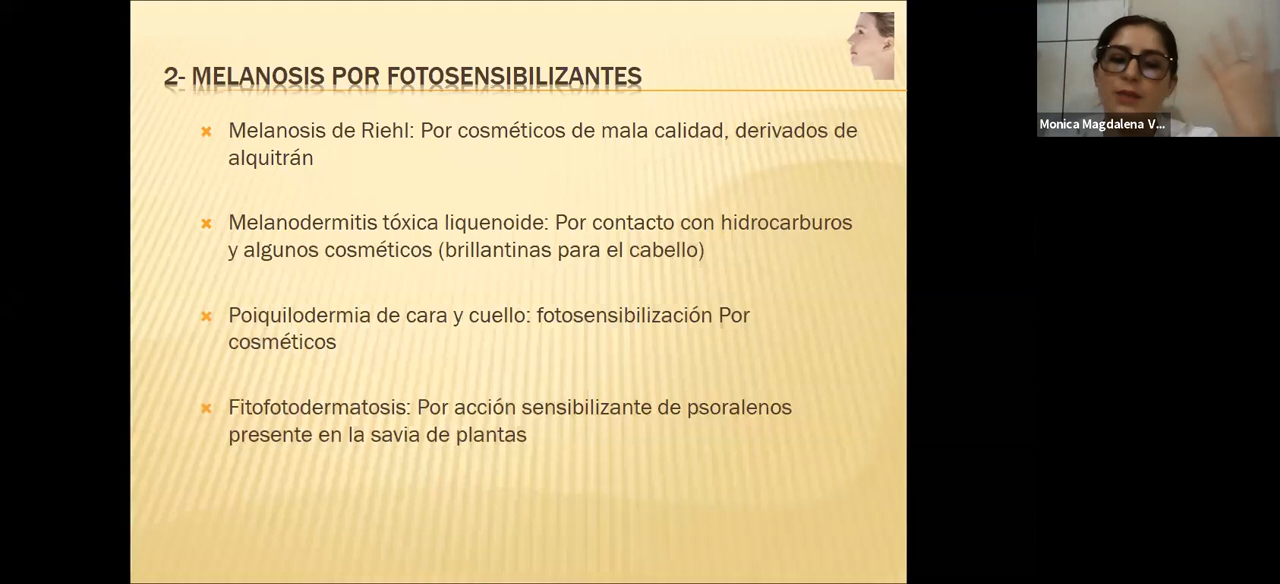 2- MELANOSIS POR FOTOSENSIBILIZANTES
Melanosis de Riehl: Por cosméticos de mala calidad, derivados de
alquitrán
Melanodermitis tóxica liquenoide: Por contacto con hidrocarburos
y algunos cosméticos (brillantinas para el cabello)
Poiquilodermia de cara y cuello: fotosensibilización Por
cosméticos
Fitofotodermatosis: Por acción sensibilizante de psoralenos
presente en la savia de plantas
Monica Magdalena V...